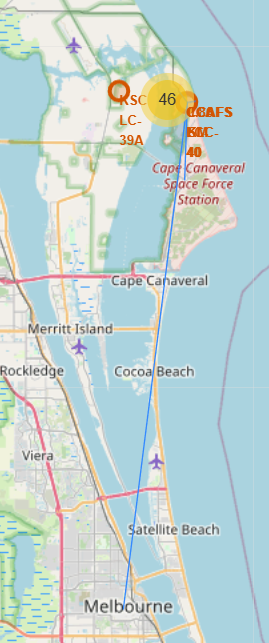 KSC
LC-
39A
46
CCAFS
SLC-
40
Cape Canaveral
Space Force
Station
Cape Canaveral
Merritt Island
Rockledge
Cocoa Beach
Viera
Satellite Beach
Melbourne